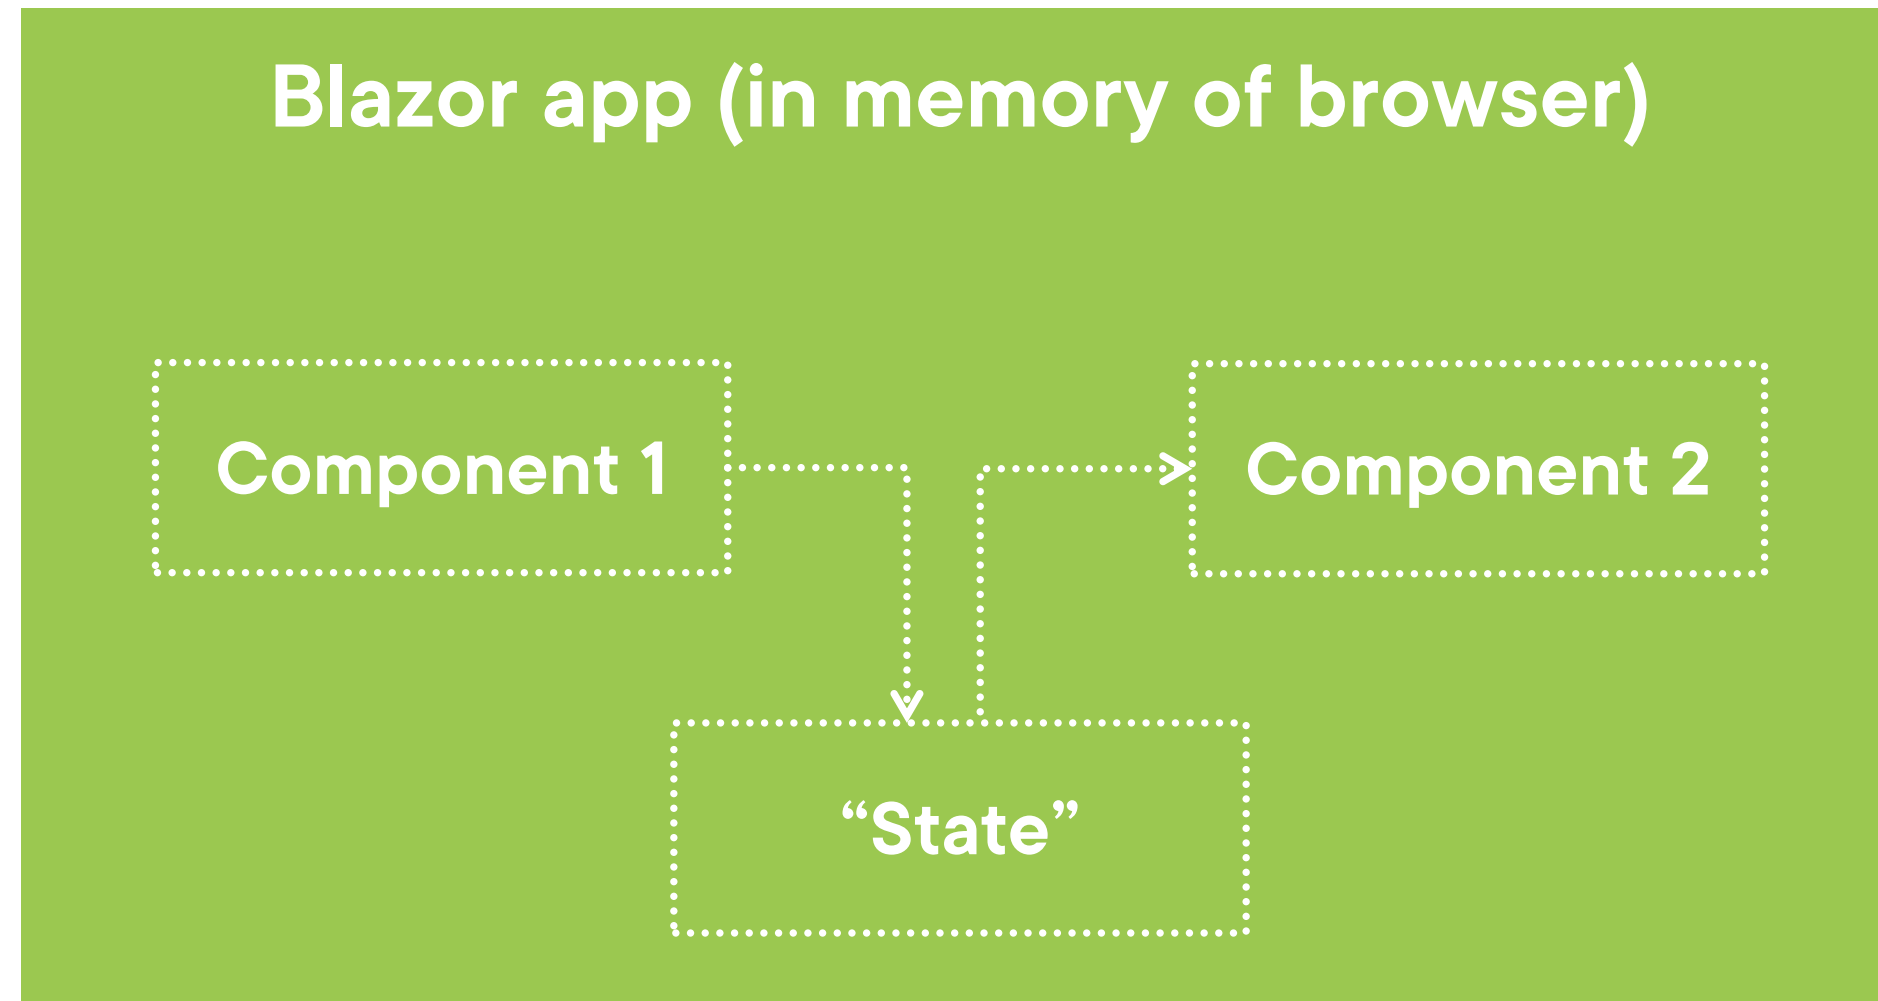 Blazor app (in memory of browser)
Component 1
Component 2
“State”